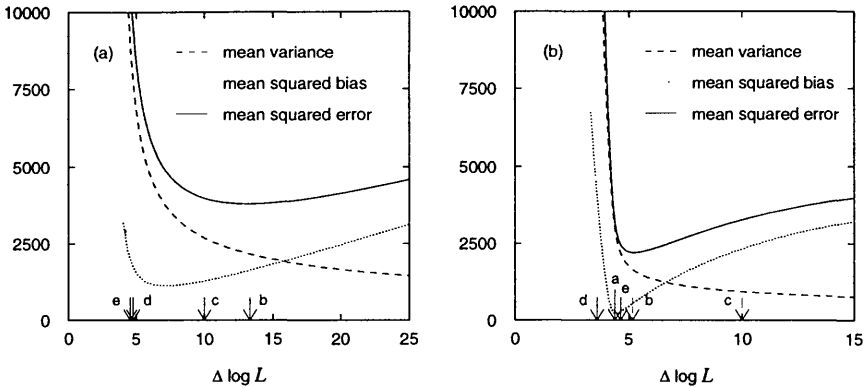 10000
7500
5000
2500
0
(a)
mean variance
mean squared bias
mean squared error
e
d
c
b
0
5
10
15
20
25
Δ log L
10000
7500
5000
2500
0
(b)
mean variance
mean squared bias
mean squared error
d
a
e
b
c
0
5
10
15
Δ log L